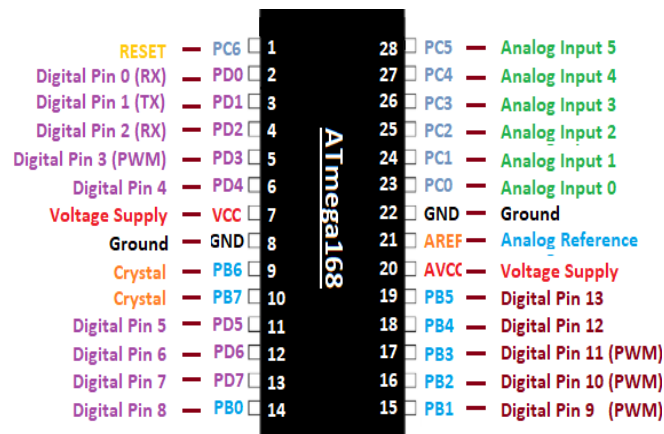 RESET — PC6 1 28 PC5 — Analog Input 5
Digital Pin 0 (RX) — PD0 2 27 PC4 — Analog Input 4
Digital Pin 1 (TX) — PD1 3 26 PC3 — Analog Input 3
Digital Pin 2 (RX) — PD2 4 25 PC2 — Analog Input 2
Digital Pin 3 (PWM) — PD3 5 24 PC1 — Analog Input 1
Digital Pin 4 — PD4 6 23 PC0 — Analog Input 0
Voltage Supply — VCC 7 22 GND — Ground
Ground — GND 8 21 AREF — Analog Reference
Crystal — PB6 9 20 AVCC — Voltage Supply
Crystal — PB7 10 19 PB5 — Digital Pin 13
Digital Pin 5 — PD5 11 18 PB4 — Digital Pin 12
Digital Pin 6 — PD6 12 17 PB3 — Digital Pin 11 (PWM)
Digital Pin 7 — PD7 13 16 PB2 — Digital Pin 10 (PWM)
Digital Pin 8 — PB0 14 15 PB1 — Digital Pin 9 (PWM)
ATmega168